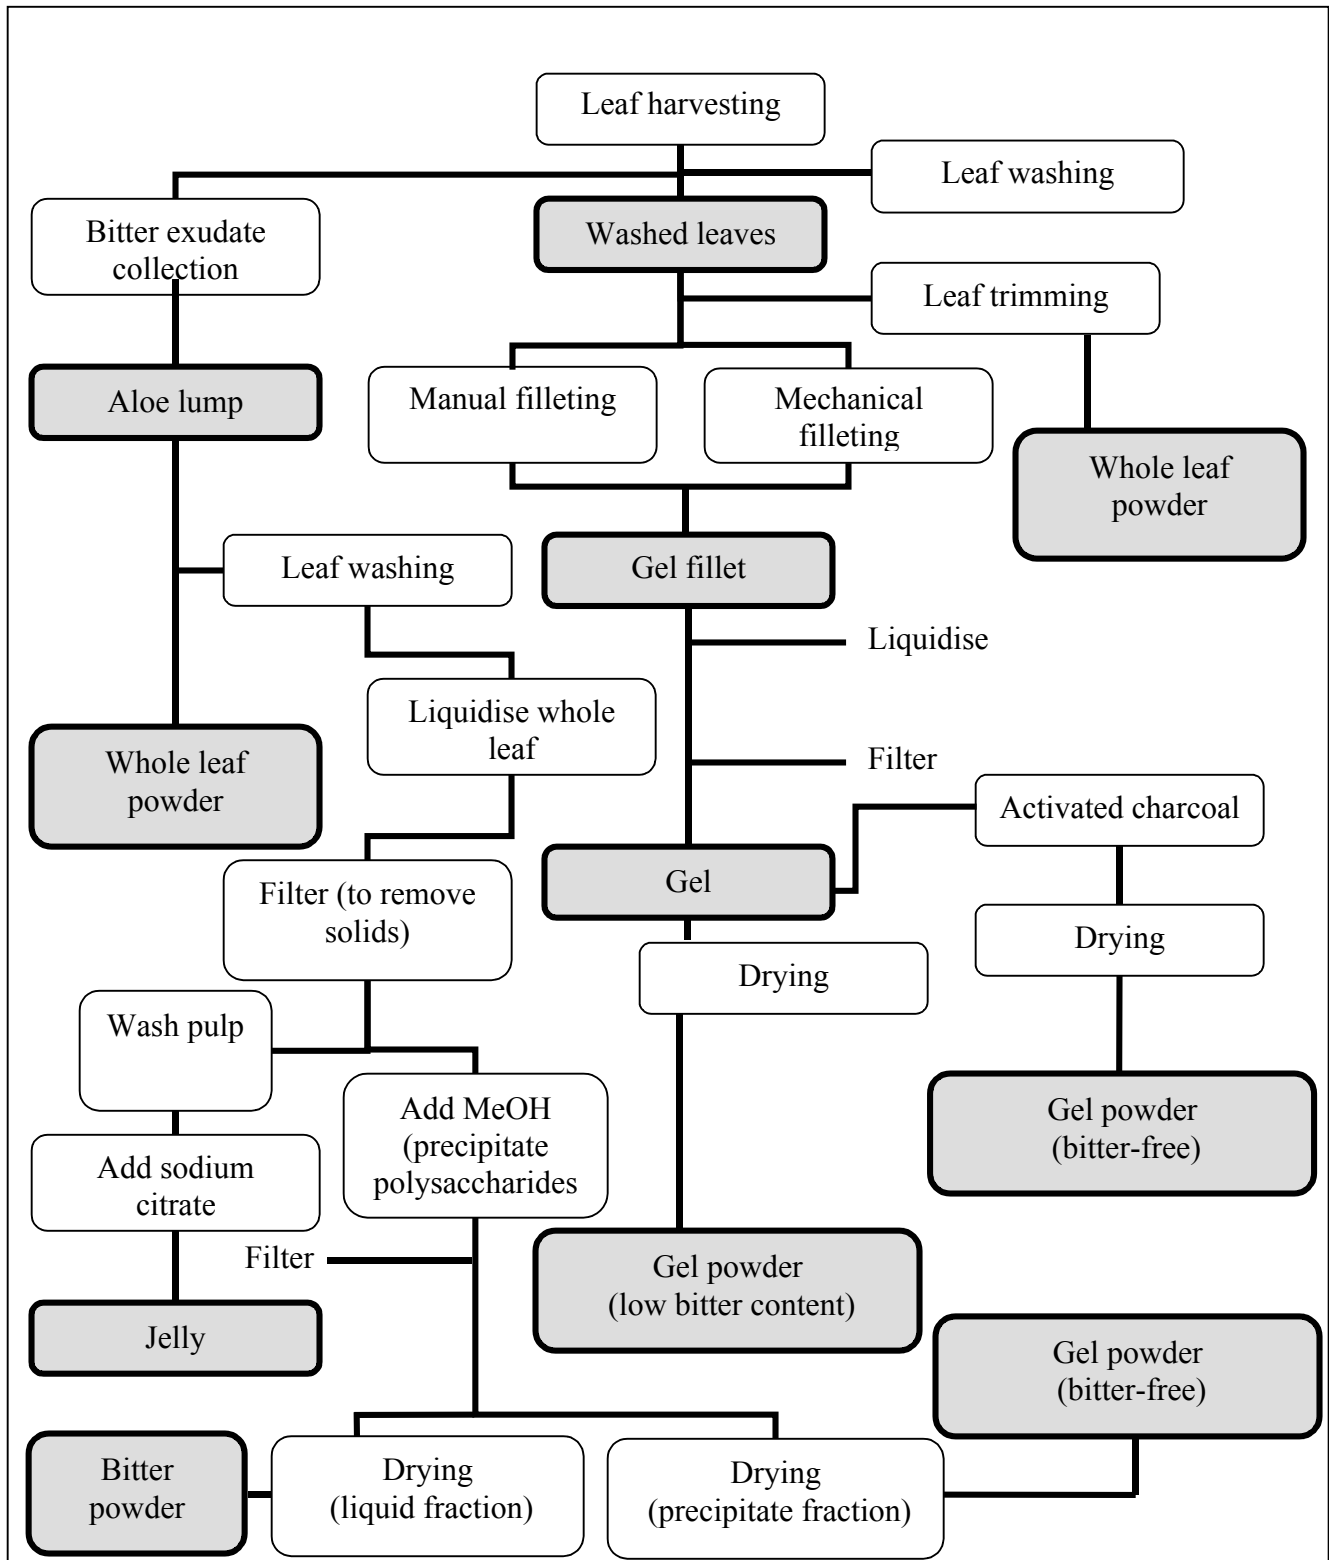 Leaf harvesting
Leaf washing
Bitter exudate
collection
Washed leaves
Leaf trimming
Aloe lump
Manual filleting
Mechanical
filleting
Whole leaf
powder
Leaf washing
Gel fillet
Liquidise
Liquidise whole
leaf
Whole leaf
powder
Filter
Activated charcoal
Gel
Filter (to remove
solids)
Drying
Drying
Wash pulp
Add MeOH
(precipitate
polysaccharides
Gel powder
(bitter-free)
Add sodium
citrate
Filter
Gel powder
(low bitter content)
Jelly
Gel powder
(bitter-free)
Bitter
powder
Drying
(liquid fraction)
Drying
(precipitate fraction)